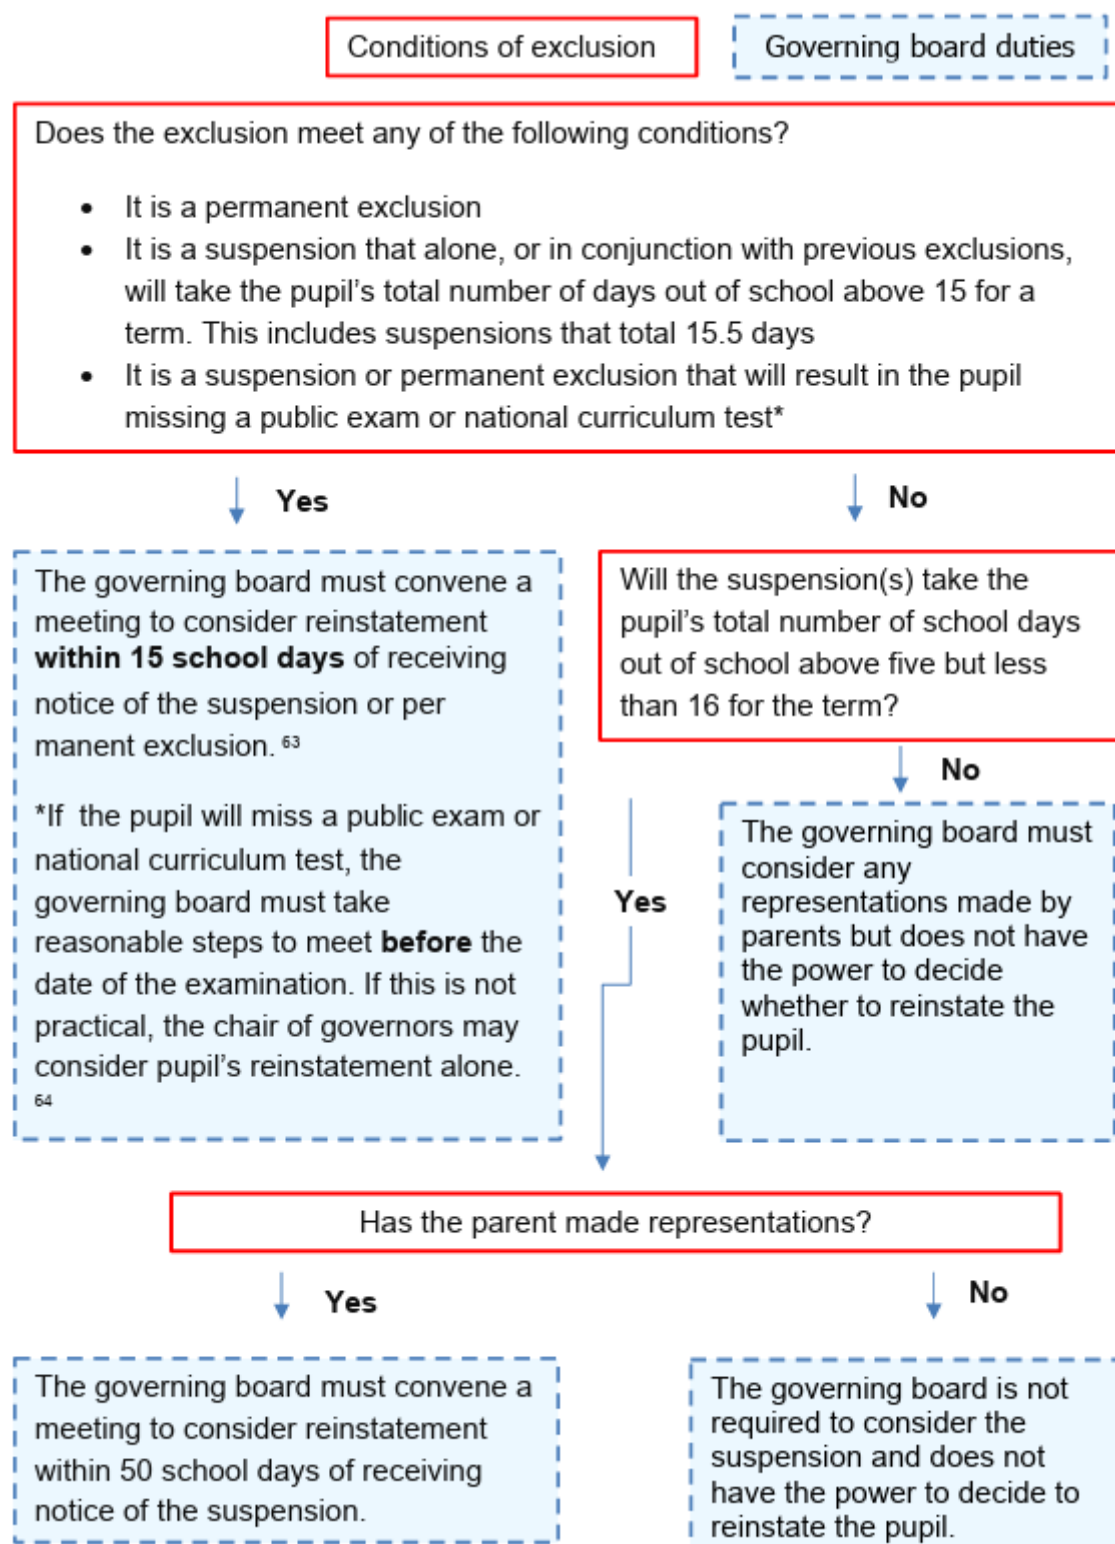 Conditions of exclusion
Governing board duties
Does the exclusion meet any of the following conditions?
• It is a permanent exclusion
• It is a suspension that alone, or in conjunction with previous exclusions,
will take the pupil's total number of days out of school above 15 for a
term. This includes suspensions that total 15.5 days
• It is a suspension or permanent exclusion that will result in the pupil
missing a public exam or national curriculum test*
Yes
No
The governing board must convene a
meeting to consider reinstatement
within 15 school days of receiving
notice of the suspension or per
manent exclusion. 63
*If  the pupil will miss a public exam or
national curriculum test, the
governing board must take
reasonable steps to meet before the
date of the examination. If this is not
practical, the chair of governors may
consider pupil's reinstatement alone.
64
Will the suspension(s) take the
pupil's total number of school days
out of school above five but less
than 16 for the term?
No
Yes
The governing board must
consider any
representations made by
parents but does not have
the power to decide
whether to reinstate the
pupil.
Has the parent made representations?
Yes
No
The governing board must convene a
meeting to consider reinstatement
within 50 school days of receiving
notice of the suspension.
The governing board is not
required to consider the
suspension and does not
have the power to decide to
reinstate the pupil.